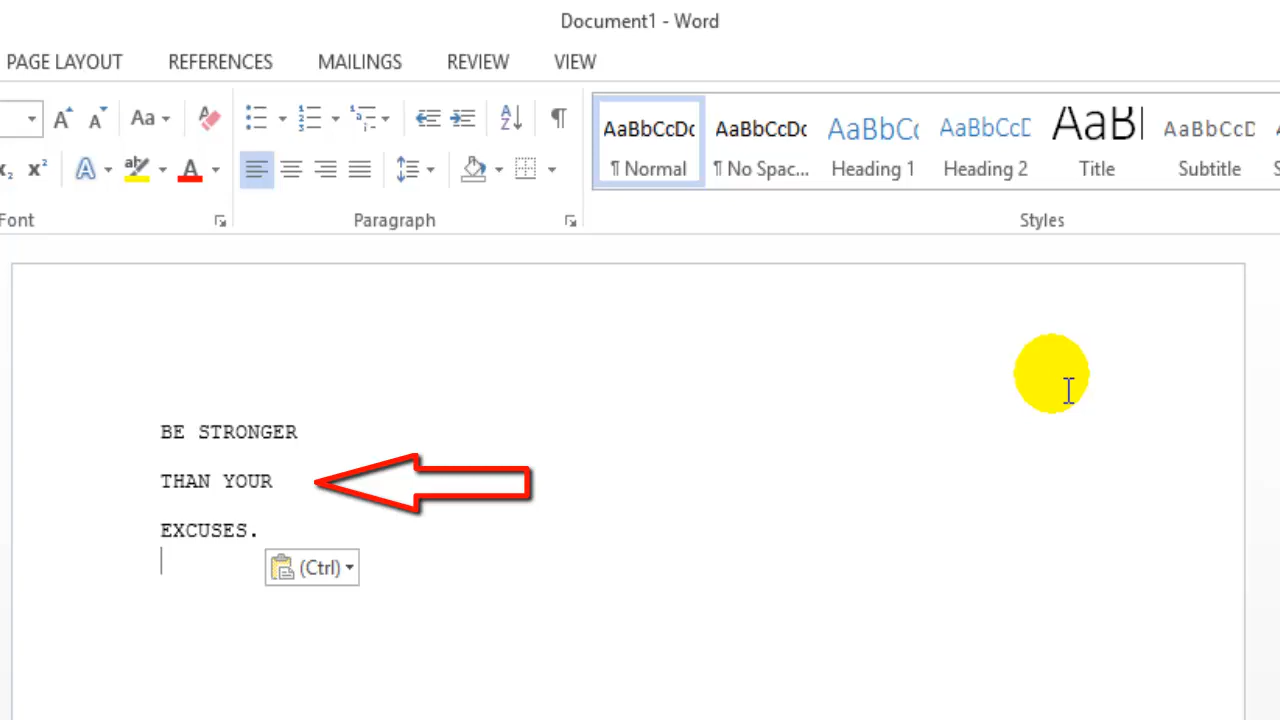 Document1 - Word
PAGE LAYOUT REFERENCES MAILINGS REVIEW VIEW
Aa
AaBbCcDc AaBbCcDc AaBbCc AaBbCcD AaB AaBbCcD
¶ Normal ¶ No Spac... Heading 1 Heading 2 Title Subtitle
Font Paragraph Styles
BE STRONGER
THAN YOUR
EXCUSES.
(Ctrl)